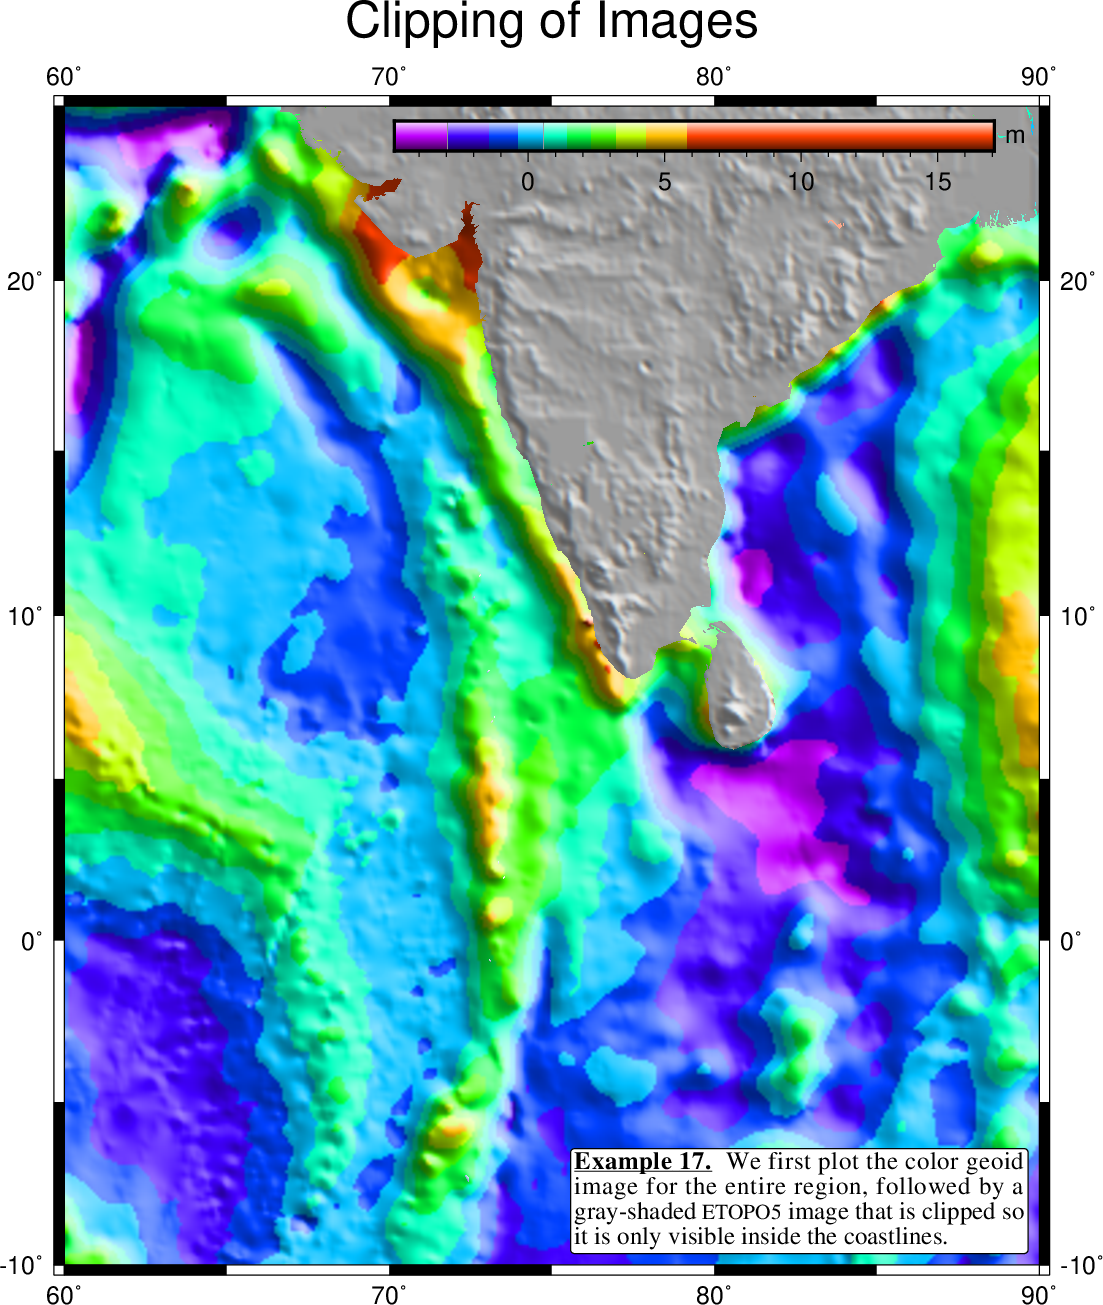 Clipping of Images
60° 70° 80° 90°
m
0 5 10 15
20° 20°
10° 10°
0° 0°
Example 17. We first plot the color geoid
image for the entire region, followed by a
gray-shaded ETOPO5 image that is clipped so
it is only visible inside the coastlines.
-10° -10°
60° 70° 80° 90°